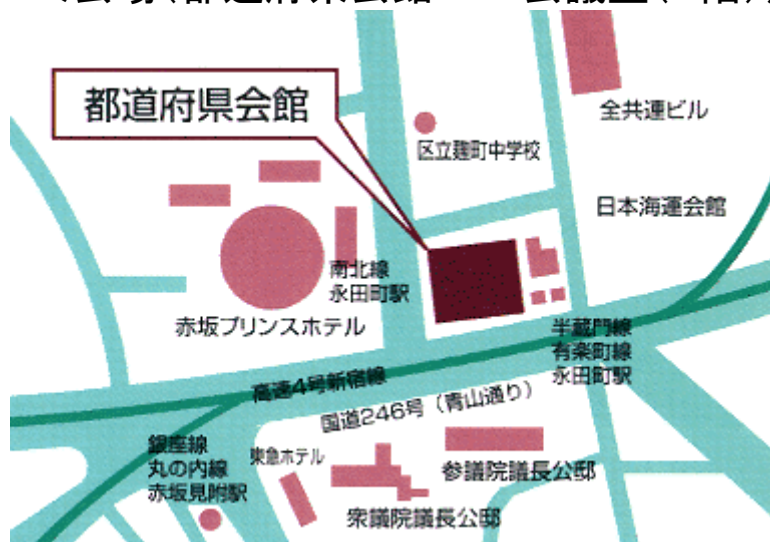 都道府県会館
全共連ビル
区立麹町中学校
日本海運会館
南北線
永田町駅
赤坂プリンスホテル
半蔵門線
有楽町線
永田町駅
高速4号新宿線
国道246号（青山通り）
銀座線
丸の内線
赤坂見附駅
東急ホテル
参議院議長公邸
衆議院議長公邸